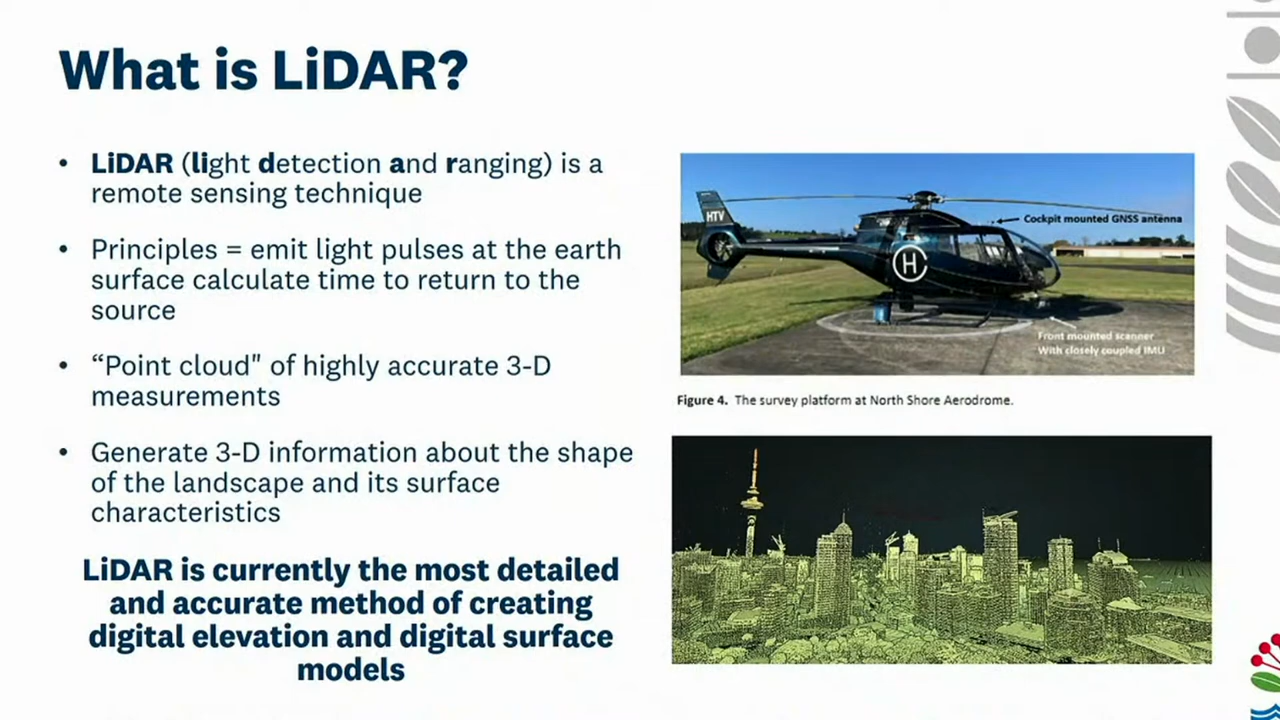 What is LiDAR?
• LiDAR (light detection and ranging) is a
remote sensing technique
• Principles = emit light pulses at the earth
surface calculate time to return to the
source
• “Point cloud" of highly accurate 3-D
measurements
• Generate 3-D information about the shape
of the landscape and its surface
characteristics
LiDAR is currently the most detailed
and accurate method of creating
digital elevation and digital surface
models
HTV
Cockpit mounted GNSS antenna
H
Front mounted scanner
With closely coupled IMU
Figure 4. The survey platform at North Shore Aerodrome.